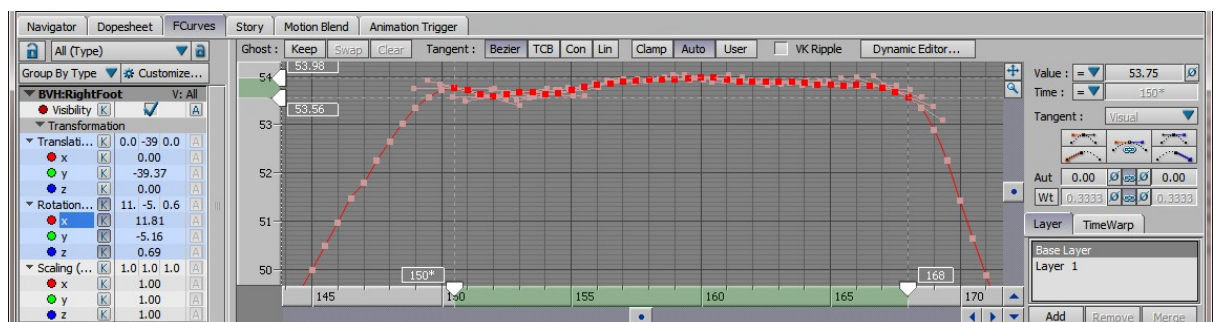 Navigator Dopesheet FCurves Story Motion Blend Animation Trigger
All (Type) Ghost : Keep Swap Clear Tangent : Bezier TCB Con Lin Clamp Auto User VK Ripple Dynamic Editor...
Group By Type Customize...
BVH:RightFoot V: All
Visibility K A
Transformation
Translati... K 0.0 -39 0.0 A
x K 0.00 A
y K -39.37 A
z K 0.00 A
Rotation... K 11. -5. 0.6 A
x K 11.81 A
y K -5.16 A
z K 0.69 A
Scaling (... K 1.0 1.0 1.0 A
x K 1.00 A
y K 1.00 A
z K 1.00 A
53.98
54
53.56
53
52
51
50
150* 168
145 150 155 160 165 170
Value : = 53.75
Time : = 150*
Tangent : Visual
Aut 0.00 0.00
Wt 0.3333 0.3333
Layer TimeWarp
Base Layer
Layer 1
Add Remove Merge